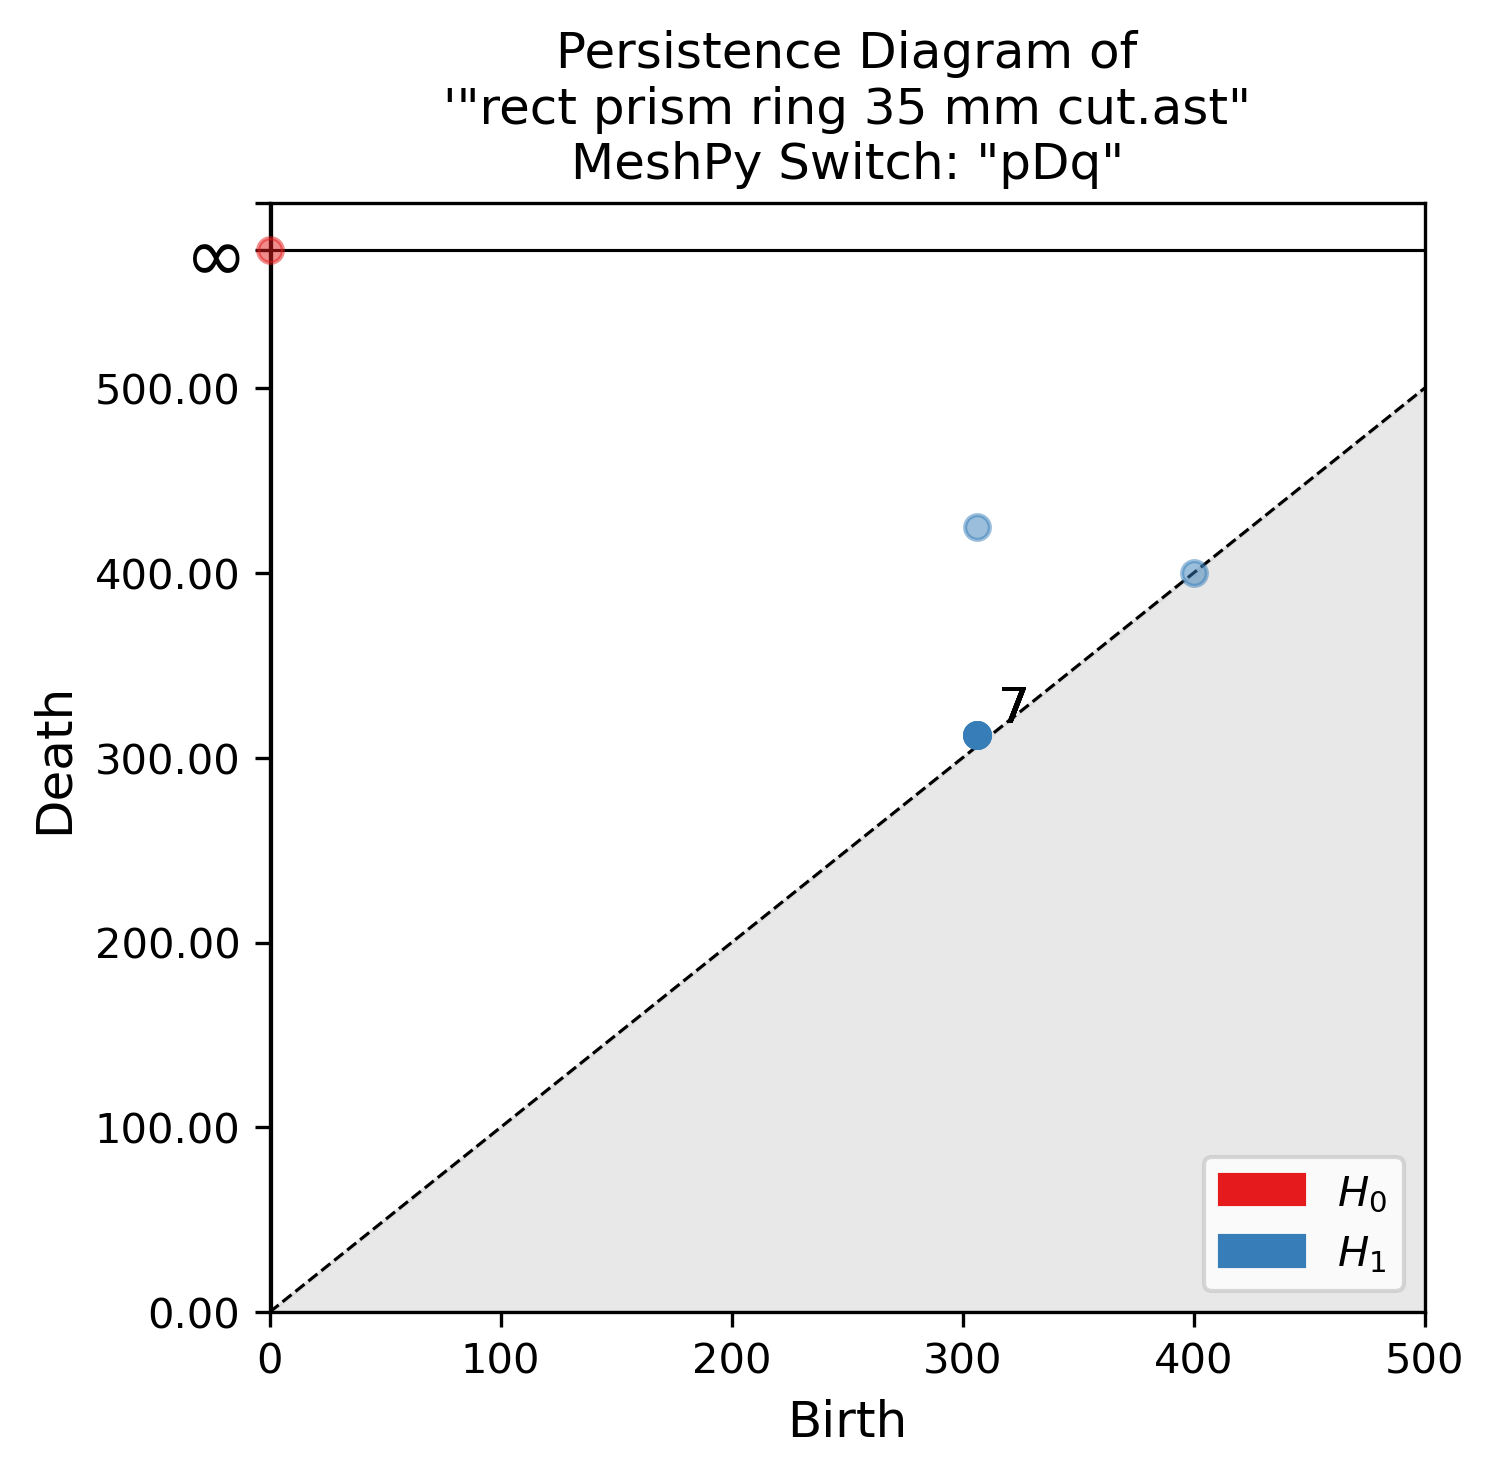 Persistence Diagram of
'"rect prism ring 35 mm cut.ast"
MeshPy Switch: "pDq"
∞
500.00
400.00
300.00
200.00
100.00
0.00
Death
7
H₀
H₁
0 100 200 300 400 500
Birth